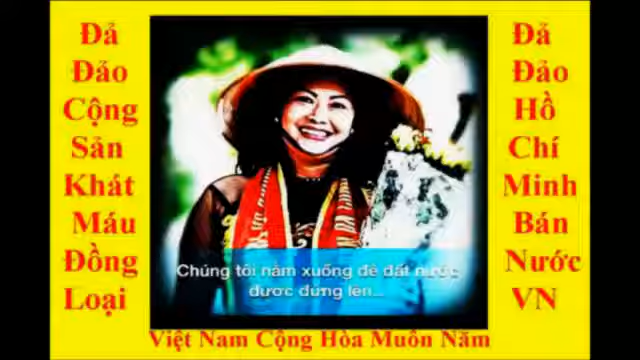 Đả
Đảo
Cộng
Sản
Khát
Máu
Đồng
Loại
Đả
Đảo
Hồ
Chí
Minh
Bán
Nước
VN
Chúng tôi nằm xuống để đất nước
được đứng lên...
Việt Nam Cộng Hòa Muôn Năm